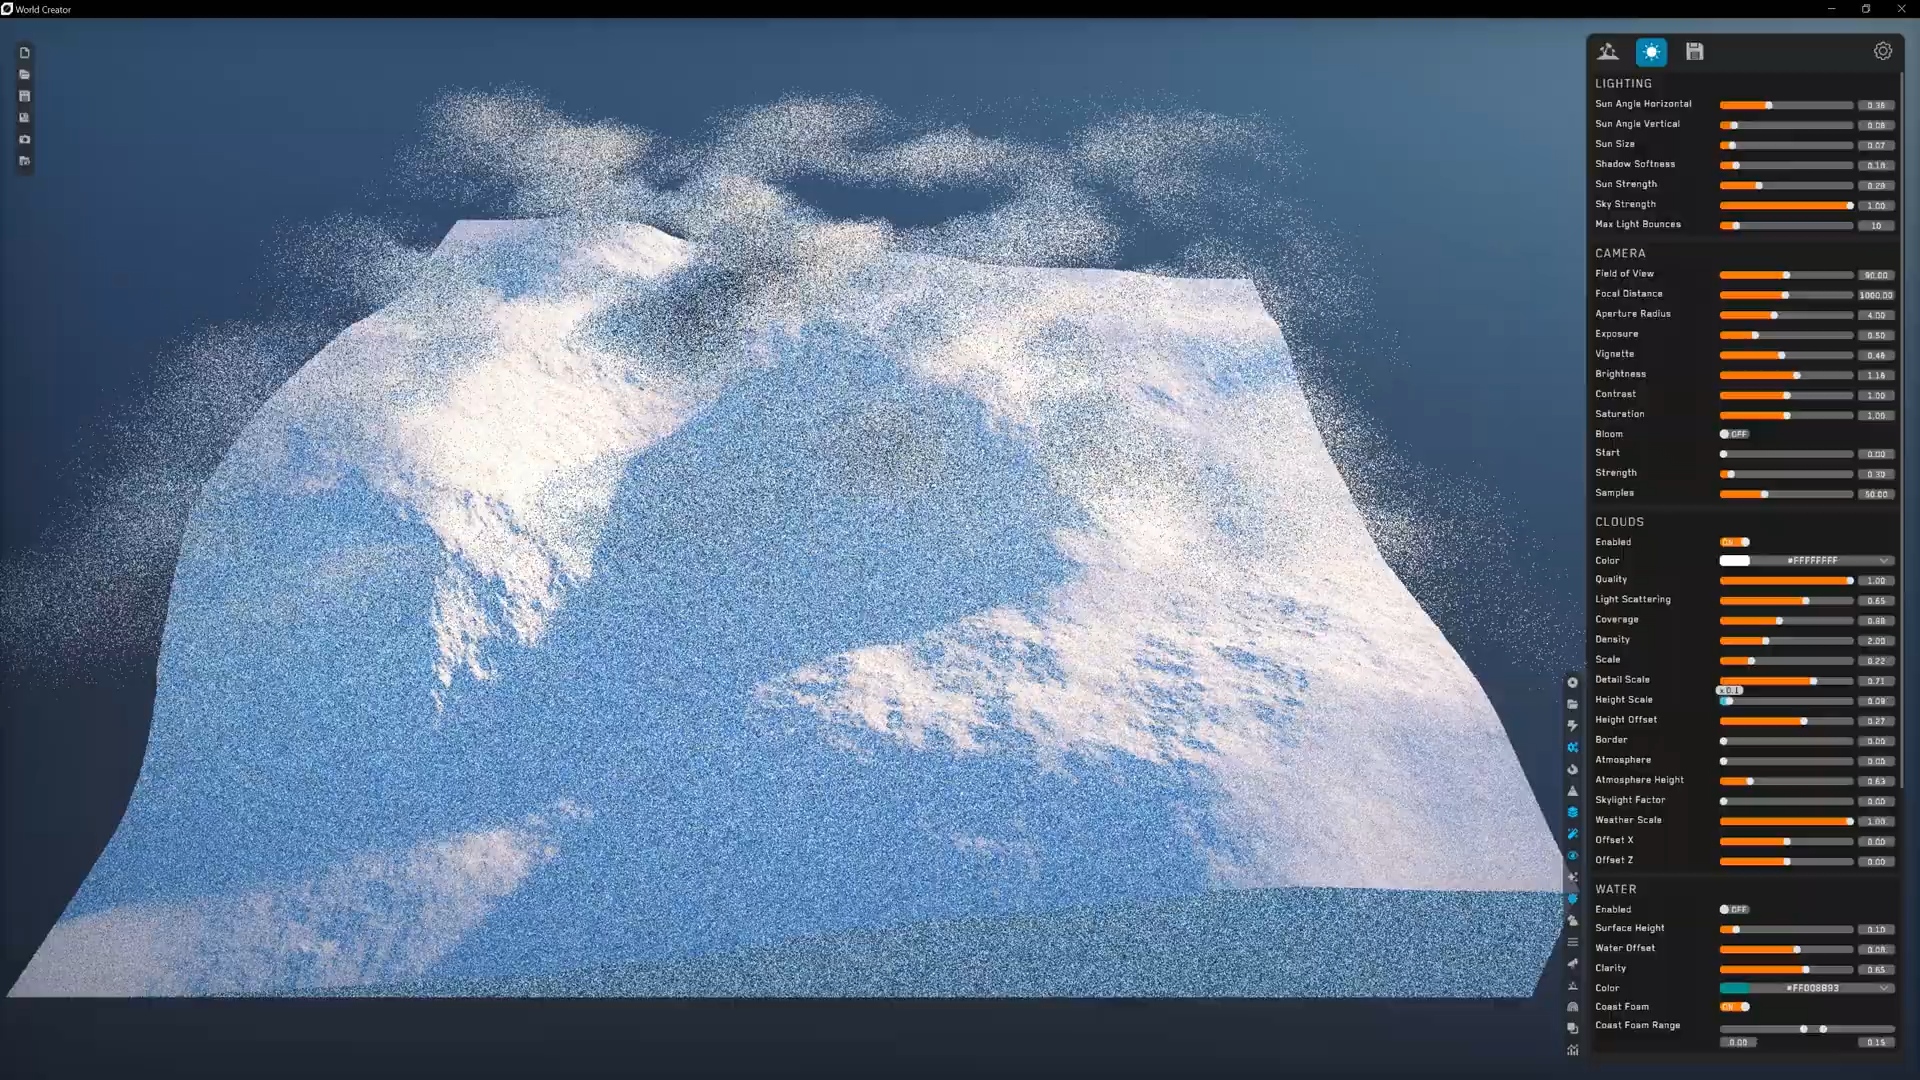 World Creator
LIGHTING
Sun Angle Horizontal 0.36
Sun Angle Vertical 0.08
Sun Size 0.07
Shadow Softness 0.10
Sun Strength 0.28
Sky Strength 1.00
Max Light Bounces 10
CAMERA
Field of View 90.00
Focal Distance 1000.00
Aperture Radius 4.00
Exposure 0.50
Vignette 0.46
Brightness 1.16
Contrast 1.00
Saturation 1.00
Bloom OFF
Start 0.00
Strength 0.30
Samples 50.00
CLOUDS
Enabled ON
Color #FFFFFFFF
Quality 1.00
Light Scattering 0.65
Coverage 0.88
Density 2.00
Scale 0.22
Detail Scale 0.71
x 0.1
Height Scale 0.09
Height Offset 0.27
Border 0.00
Atmosphere 0.00
Atmosphere Height 0.63
Skylight Factor 0.00
Weather Scale 1.00
Offset X 0.00
Offset Z 0.00
WATER
Enabled OFF
Surface Height 0.10
Water Offset 0.08
Clarity 0.65
Color #FF008B93
Coast Foam ON
Coast Foam Range
0.00 0.15